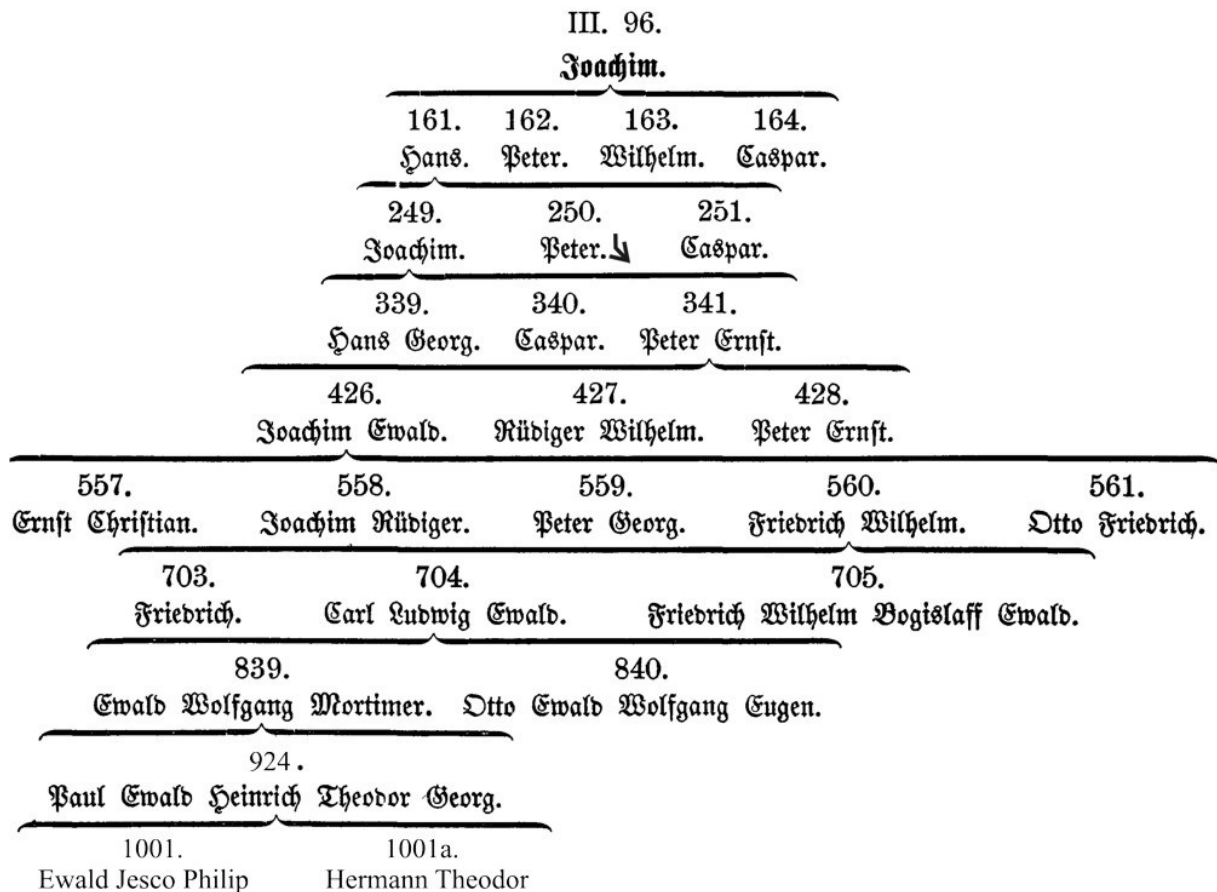 III. 96.
Joachim.
161. 162. 163. 164.
Hans. Peter. Wilhelm. Caspar.
249. 250. 251.
Joachim. Peter. Caspar.
339. 340. 341.
Hans Georg. Caspar. Peter Ernst.
426. 427. 428.
Joachim Ewald. Rüdiger Wilhelm. Peter Ernst.
557. 558. 559. 560. 561.
Ernst Christian. Joachim Rüdiger. Peter Georg. Friedrich Wilhelm. Otto Friedrich.
703. 704. 705.
Friedrich. Carl Ludwig Ewald. Friedrich Wilhelm Bogislaff Ewald.
839. 840.
Ewald Wolfgang Mortimer. Otto Ewald Wolfgang Eugen.
924.
Paul Ewald Heinrich Theodor Georg.
1001. 1001a.
Ewald Jesco Philip Hermann Theodor